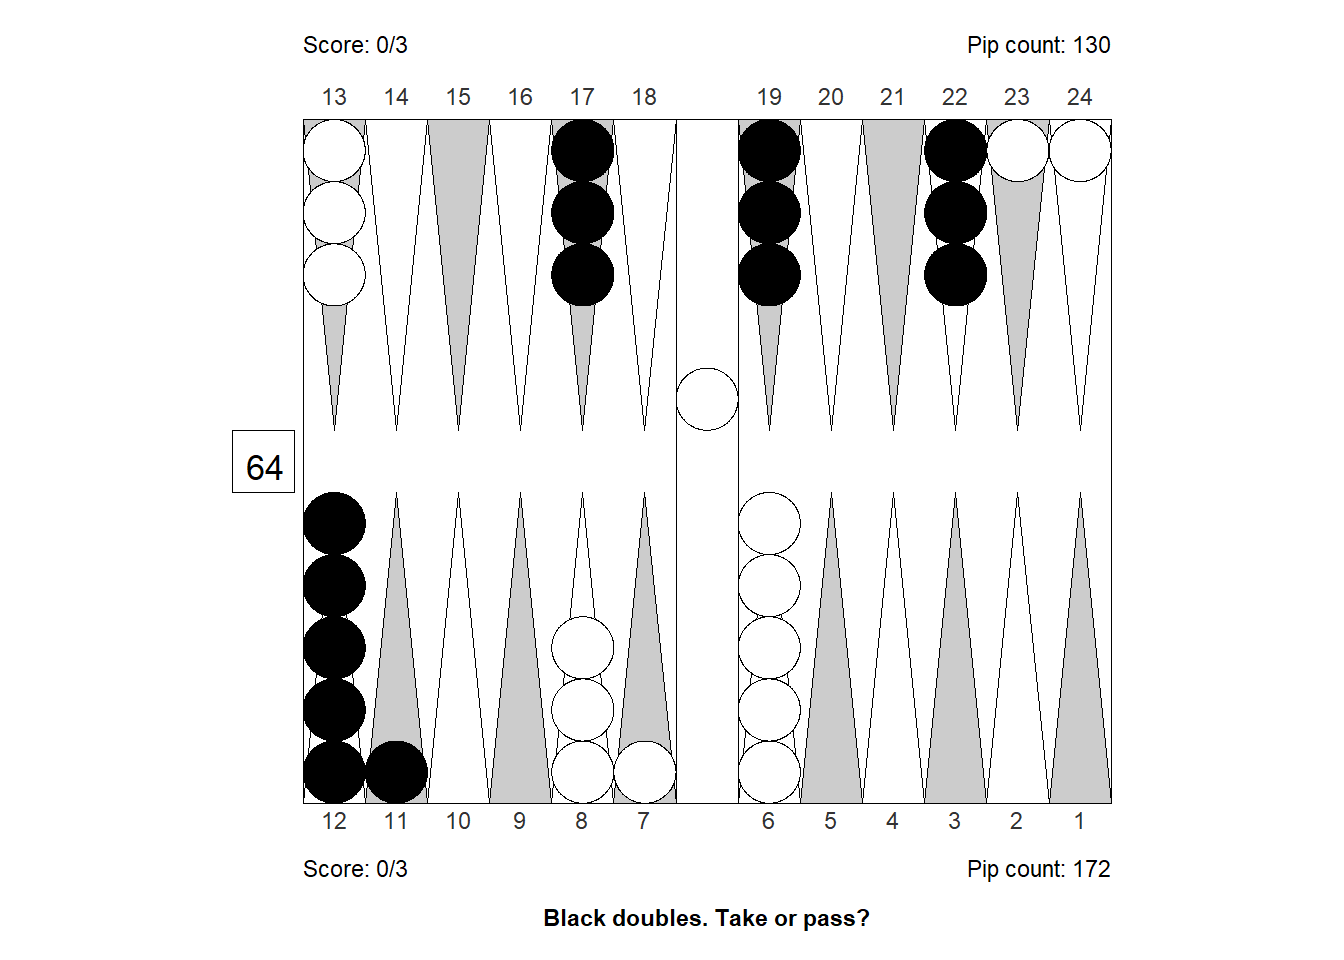 Score: 0/3 Pip count: 130
13 14 15 16 17 18 19 20 21 22 23 24
64
12 11 10 9 8 7 6 5 4 3 2 1
Score: 0/3 Pip count: 172
Black doubles. Take or pass?